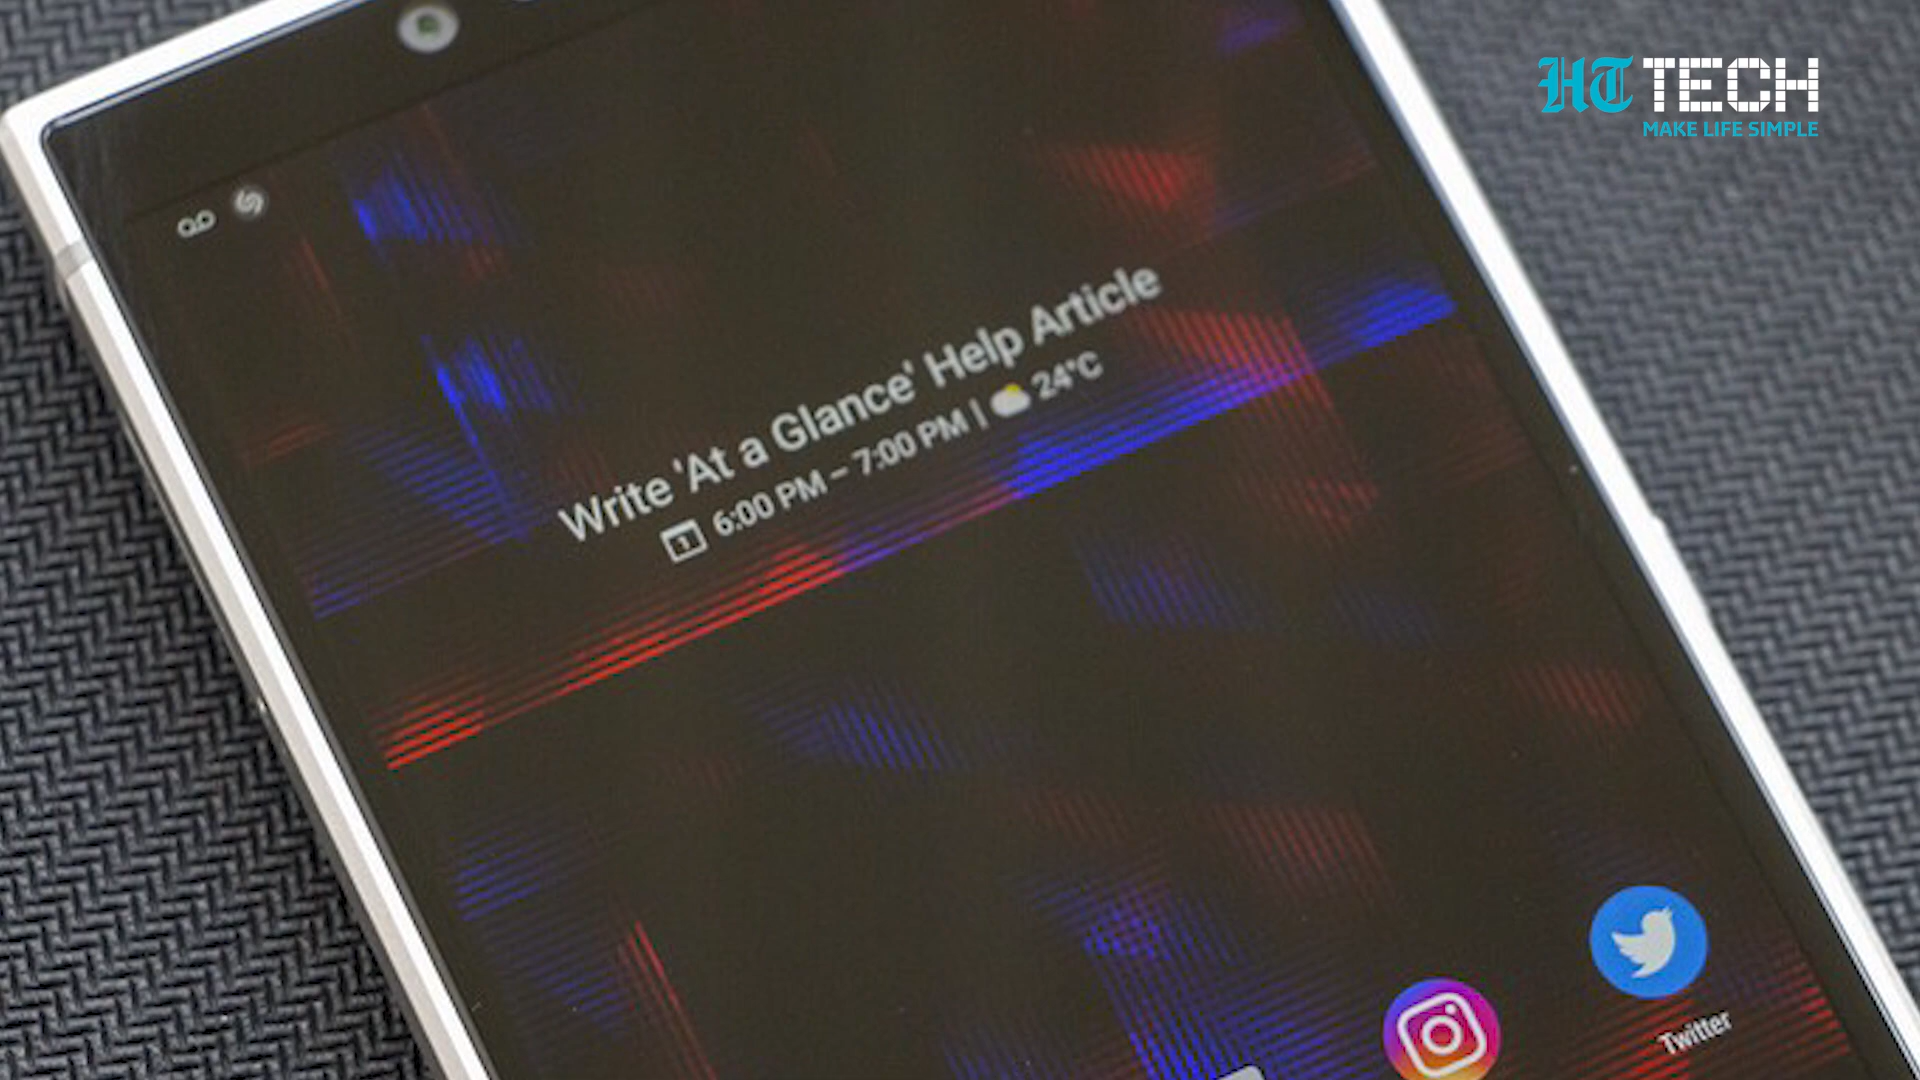 HT TECH
MAKE LIFE SIMPLE
Write 'At a Glance' Help Article
6:00 PM – 7:00 PM | 24°C
Twitter